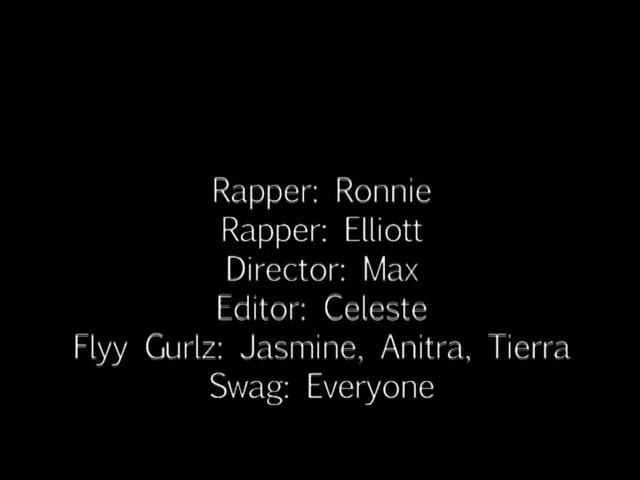 Rapper: Ronnie
Rapper: Elliott
Director: Max
Editor: Celeste
Flyy Gurlz: Jasmine, Anitra, Tierra
Swag: Everyone